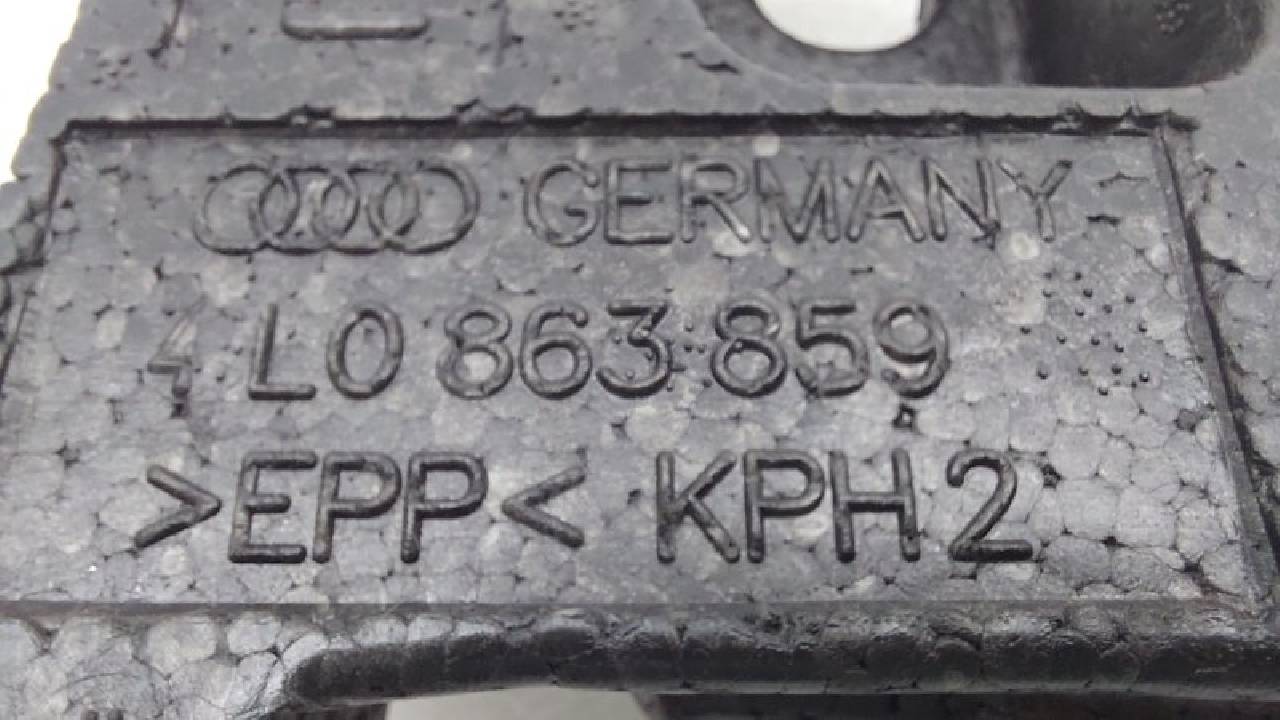 GERMANY
4L0 863 859
>EPP< KPH2